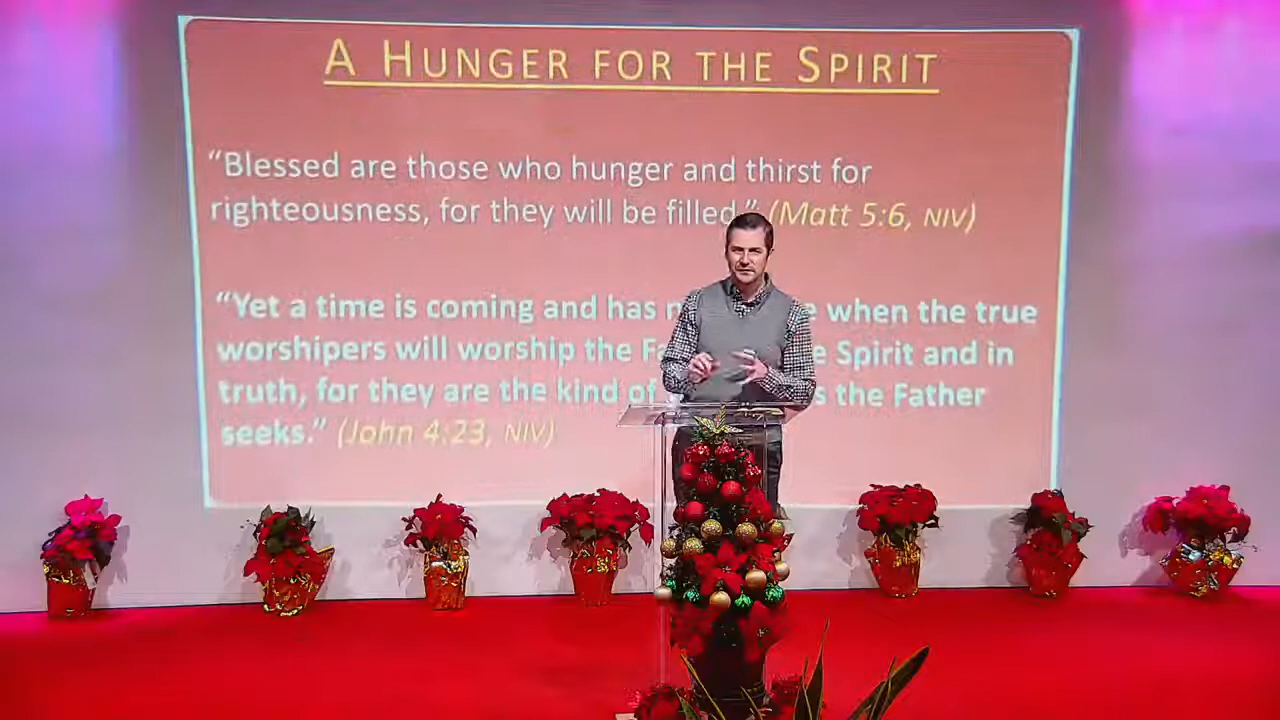 A HUNGER FOR THE SPIRIT
“Blessed are those who hunger and thirst for
righteousness, for they will be filled.” (Matt 5:6, NIV)
“Yet a time is coming and has when the true
worshipers will worship the Spirit and in
truth, for they are the kind of the Father
seeks.” (John 4:23, NIV)